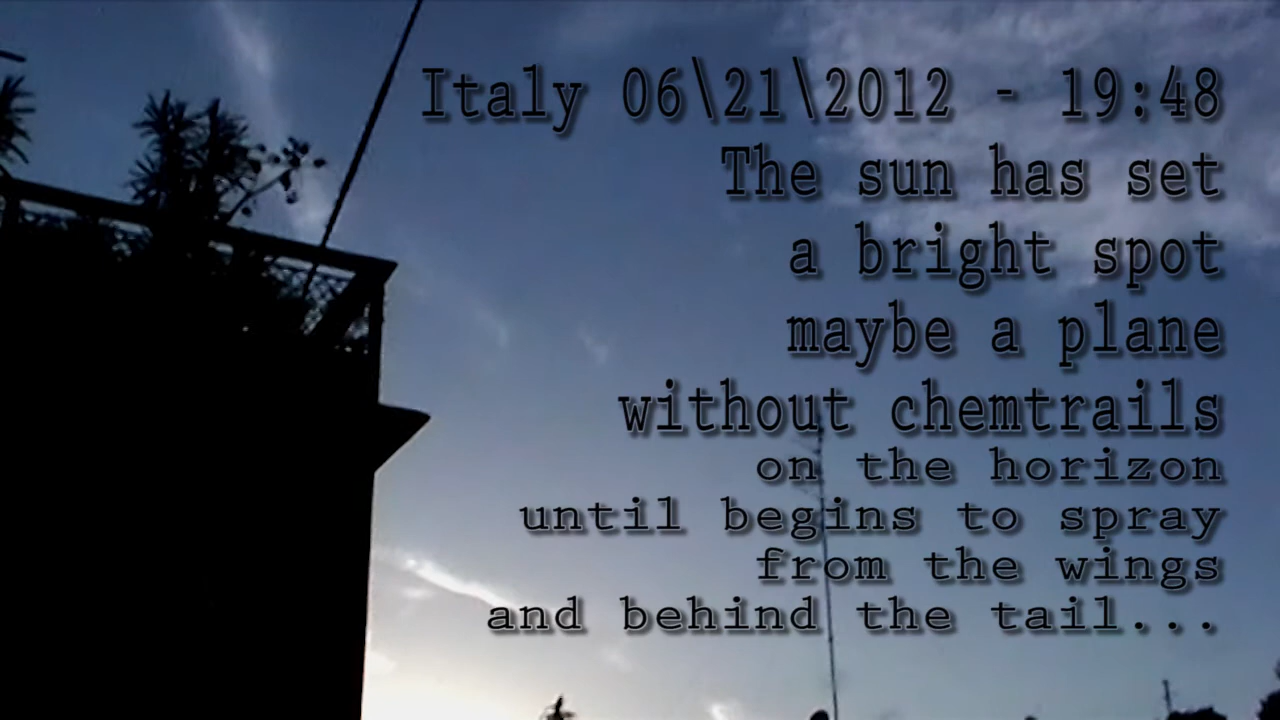 Italy 06\21\2012 - 19:48
The sun has set
a bright spot
maybe a plane
without chemtrails
on the horizon
until begins to spray
from the wings
and behind the tail...